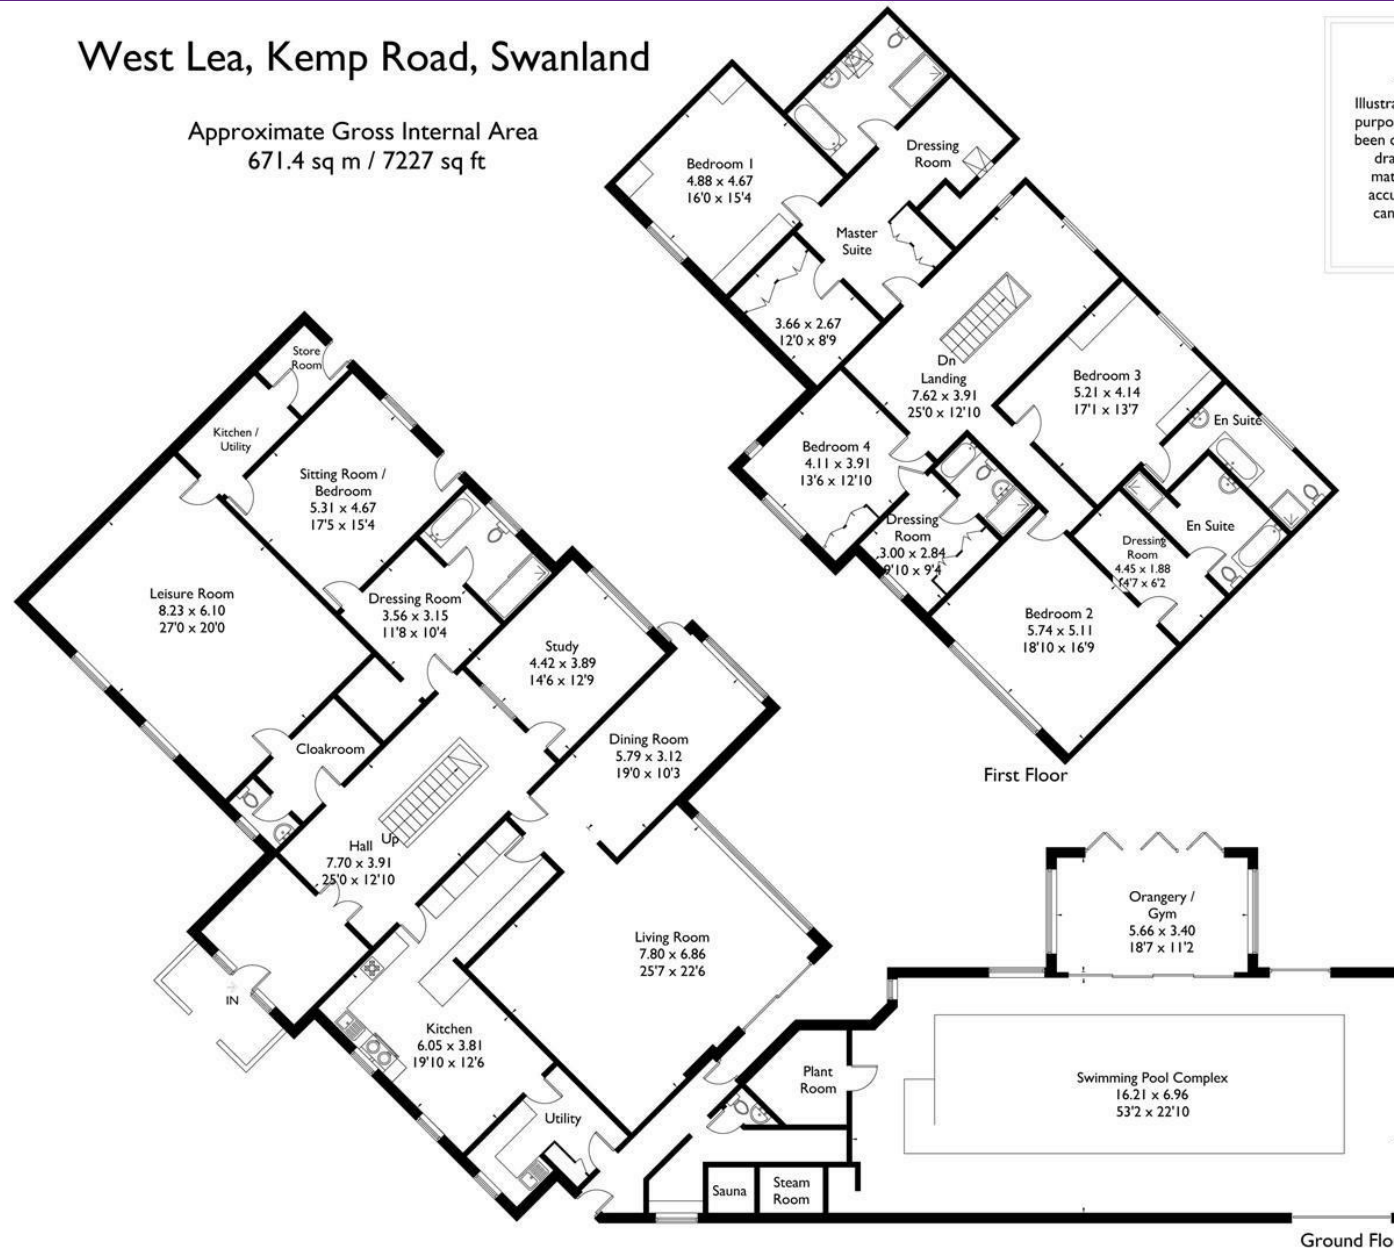 West Lea, Kemp Road, Swanland
Approximate Gross Internal Area
671.4 sq m / 7227 sq ft
Bedroom 1
4.88 x 4.67
16'0 x 15'4
Dressing
Room
Master
Suite
3.66 x 2.67
12'0 x 8'9
Dn
Landing
7.62 x 3.91
25'0 x 12'10
Bedroom 3
5.21 x 4.14
17'1 x 13'7
En Suite
Bedroom 4
4.11 x 3.91
13'6 x 12'10
Dressing
Room
3.00 x 2.84
9'10 x 9'4
En Suite
Dressing
Room
4.45 x 1.88
14'7 x 6'2
Bedroom 2
5.74 x 5.11
18'10 x 16'9
First Floor
Store
Room
Kitchen /
Utility
Sitting Room /
Bedroom
5.31 x 4.67
17'5 x 15'4
Leisure Room
8.23 x 6.10
27'0 x 20'0
Dressing Room
3.56 x 3.15
11'8 x 10'4
Study
4.42 x 3.89
14'6 x 12'9
Cloakroom
Dining Room
5.79 x 3.12
19'0 x 10'3
Up
Hall
7.70 x 3.91
25'0 x 12'10
Living Room
7.80 x 6.86
25'7 x 22'6
IN
Kitchen
6.05 x 3.81
19'10 x 12'6
Utility
Orangery /
Gym
5.66 x 3.40
18'7 x 11'2
Plant
Room
Swimming Pool Complex
16.21 x 6.96
53'2 x 22'10
Sauna
Steam
Room
Ground Flo
Illustra
purpo
been c
dra
mat
accu
can